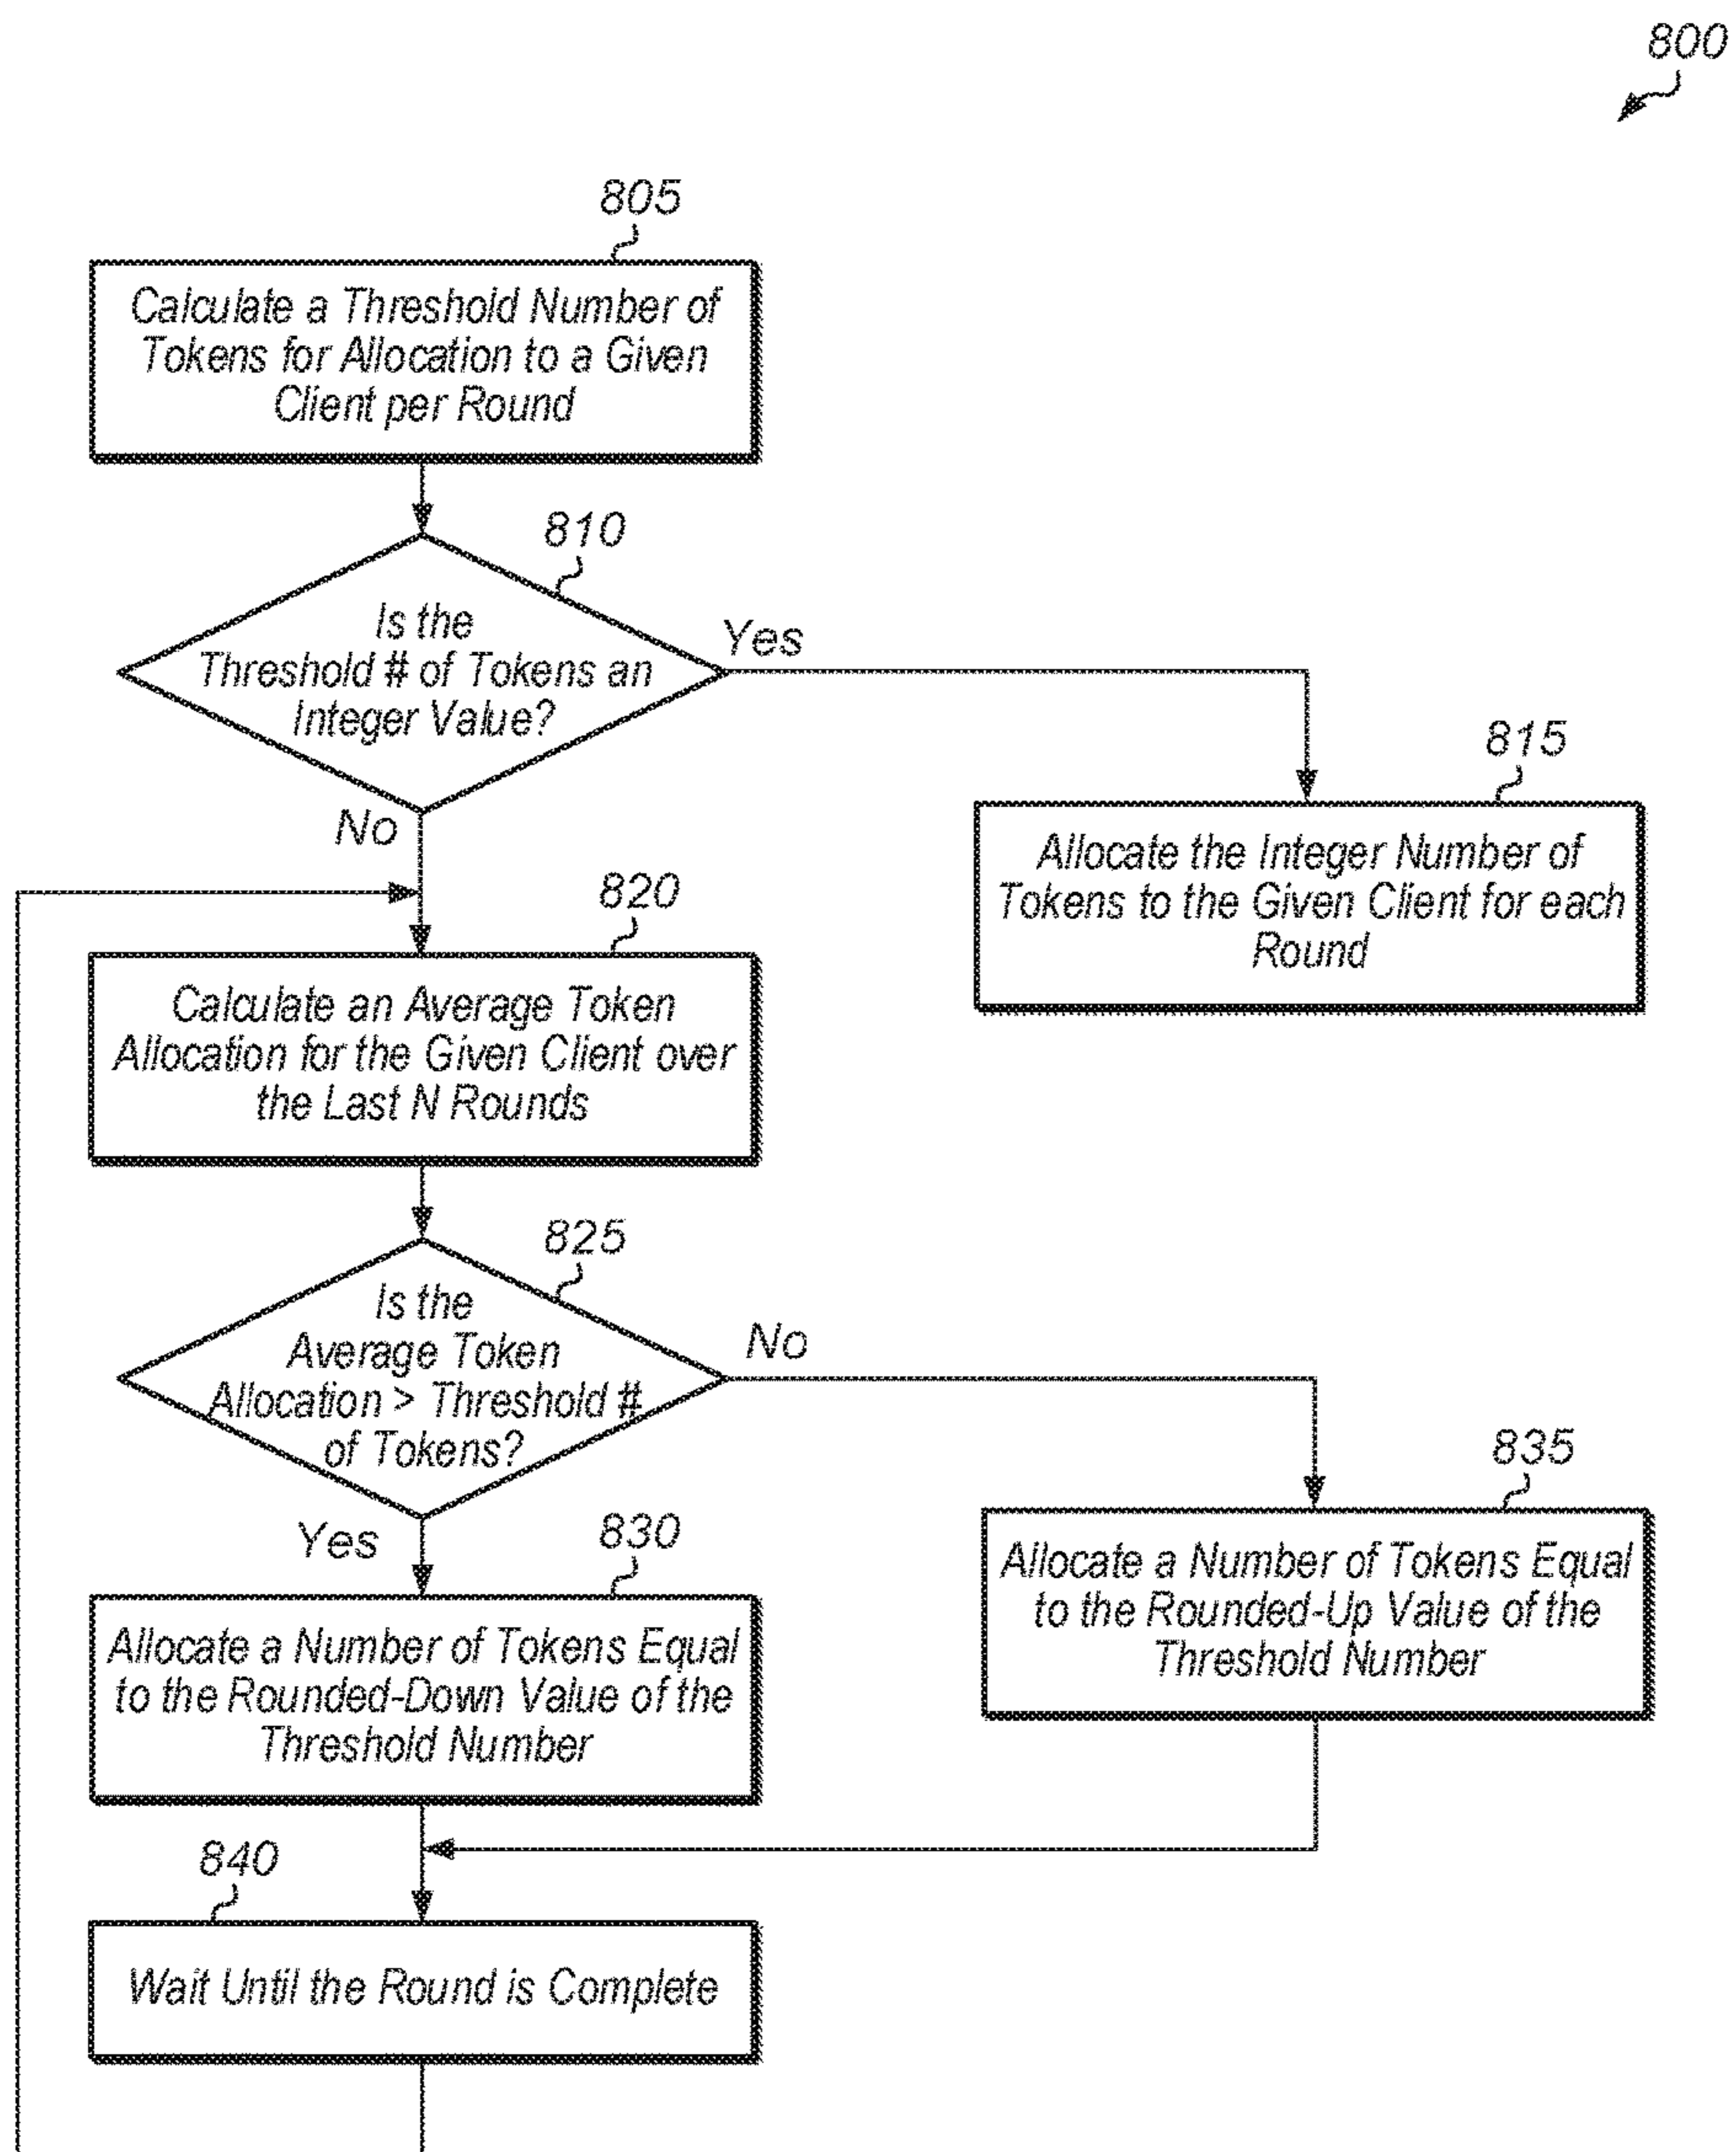 800
805
Calculate a Threshold Number of
Tokens for Allocation to a Given
Client per Round
810
Is the
Threshold # of Tokens an
Integer Value?
Yes
No
815
Allocate the Integer Number of
Tokens to the Given Client for each
Round
820
Calculate an Average Token
Allocation for the Given Client over
the Last N Rounds
825
Is the
Average Token
Allocation > Threshold #
of Tokens?
No
Yes
830
Allocate a Number of Tokens Equal
to the Rounded-Down Value of the
Threshold Number
835
Allocate a Number of Tokens Equal
to the Rounded-Up Value of the
Threshold Number
840
Wait Until the Round is Complete